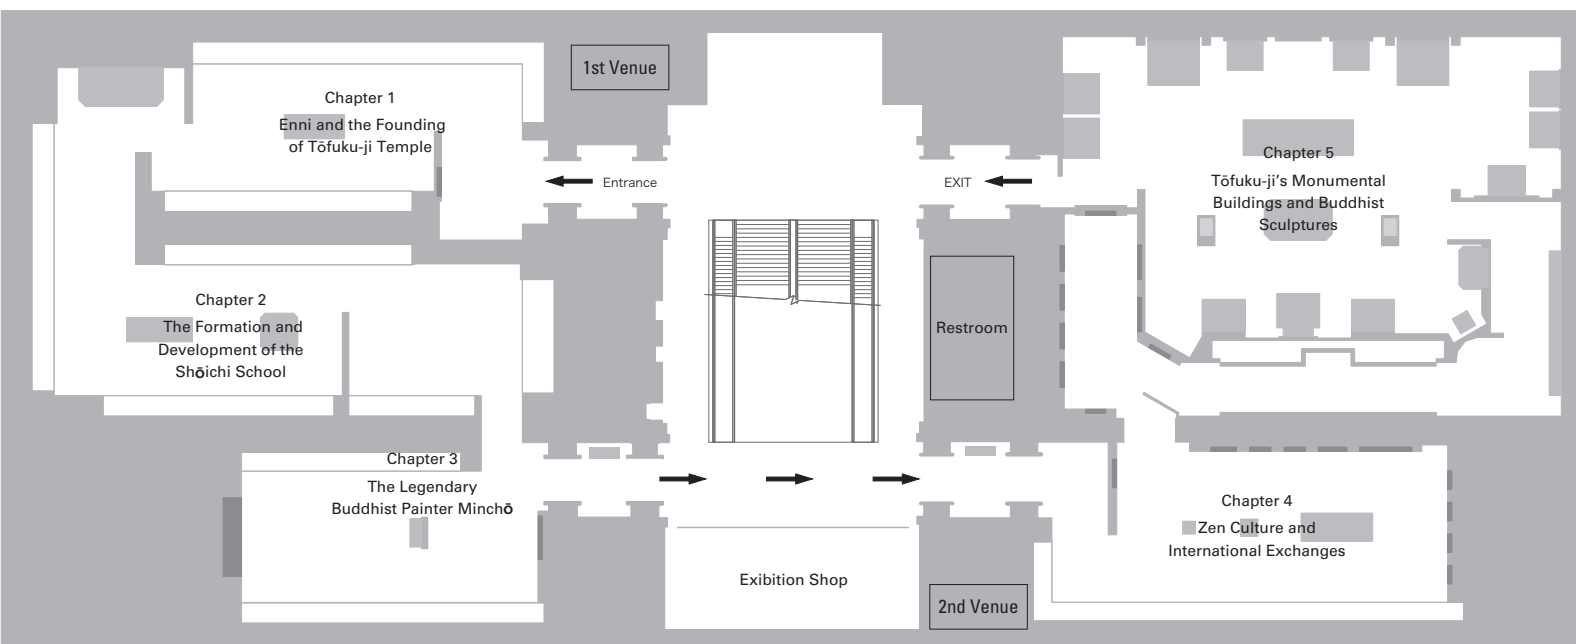 1st Venue
Chapter 1
Enni and the Founding
of Tōfuku-ji Temple
Entrance
Chapter 2
The Formation and
Development of the
Shōichi School
Chapter 3
The Legendary
Buddhist Painter Minchō
Exibition Shop
EXIT
Restroom
2nd Venue
Chapter 4
Zen Culture and
International Exchanges
Chapter 5
Tōfuku-ji’s Monumental
Buildings and Buddhist
Sculptures